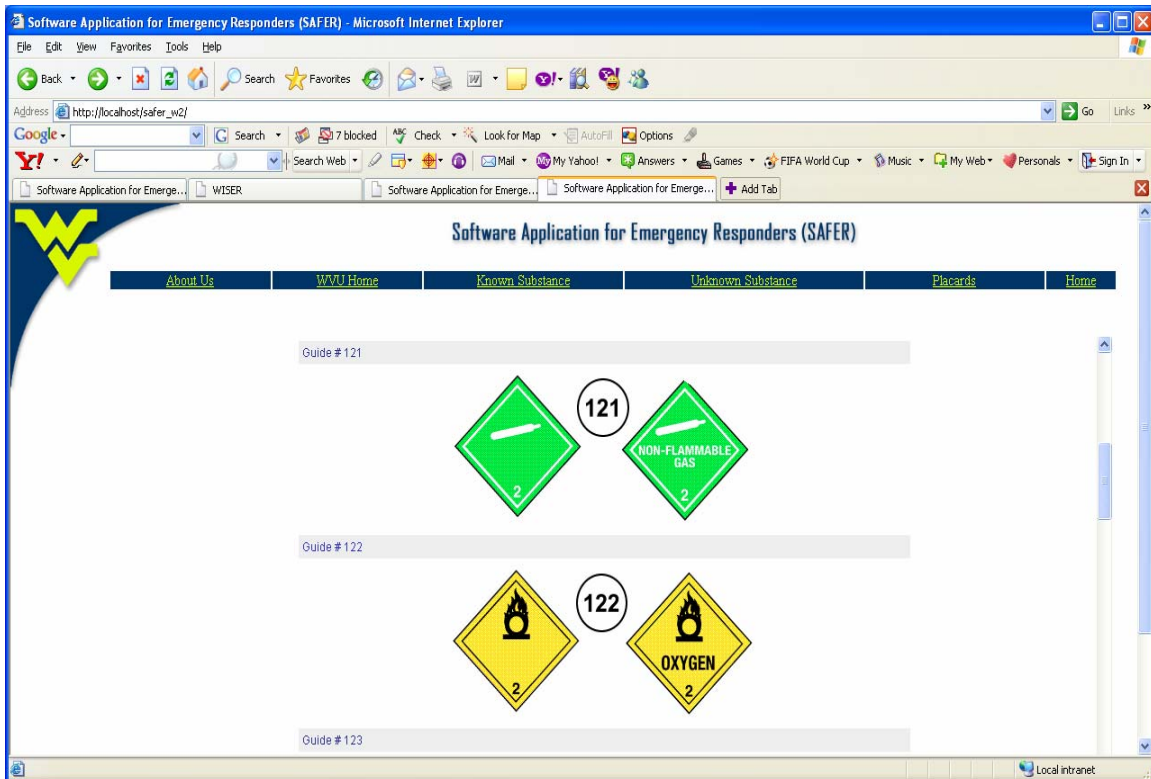 Software Application for Emergency Responders (SAFER) - Microsoft Internet Explorer
File Edit View Favorites Tools Help
Back Search Favorites
Address http://localhost/safer_w2/ Go Links »
Google Search 7 blocked ABC Check Look for Map AutoFill Options
Y! Search Web Mail My Yahoo! Answers Games FIFA World Cup Music My Web Personals Sign In
Software Application for Emerge... WISER Software Application for Emerge... Software Application for Emerge... Add Tab
Software Application for Emergency Responders (SAFER)
About Us WVU Home Known Substance Unknown Substance Placards Home
Guide # 121
121
NON-FLAMMABLE
GAS
2 2
Guide # 122
122
OXYGEN
2 2
Guide # 123
Local intranet